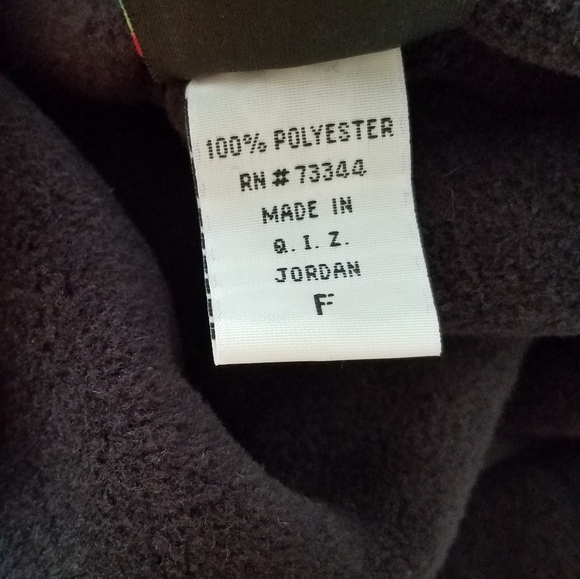 100% POLYESTER
RN # 73344
MADE IN
Q. I. Z.
JORDAN
F